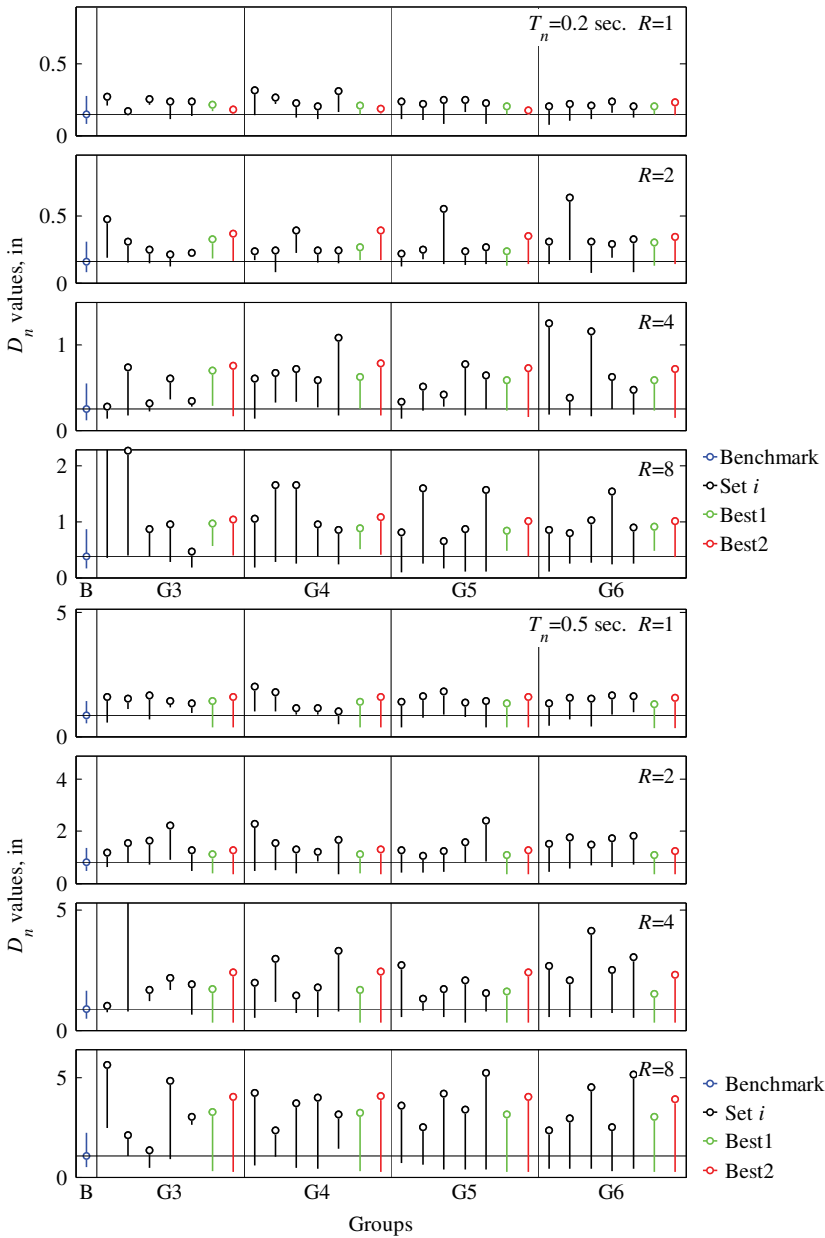 T_n=0.2 sec. R=1
0.5
0
R=2
0.5
0
R=4
1
0
R=8
2
1
0
D_n values, in
B G3 G4 G5 G6
Benchmark
Set i
Best1
Best2
T_n=0.5 sec. R=1
5
0
R=2
4
2
0
R=4
5
0
R=8
5
0
D_n values, in
B G3 G4 G5 G6
Groups
Benchmark
Set i
Best1
Best2